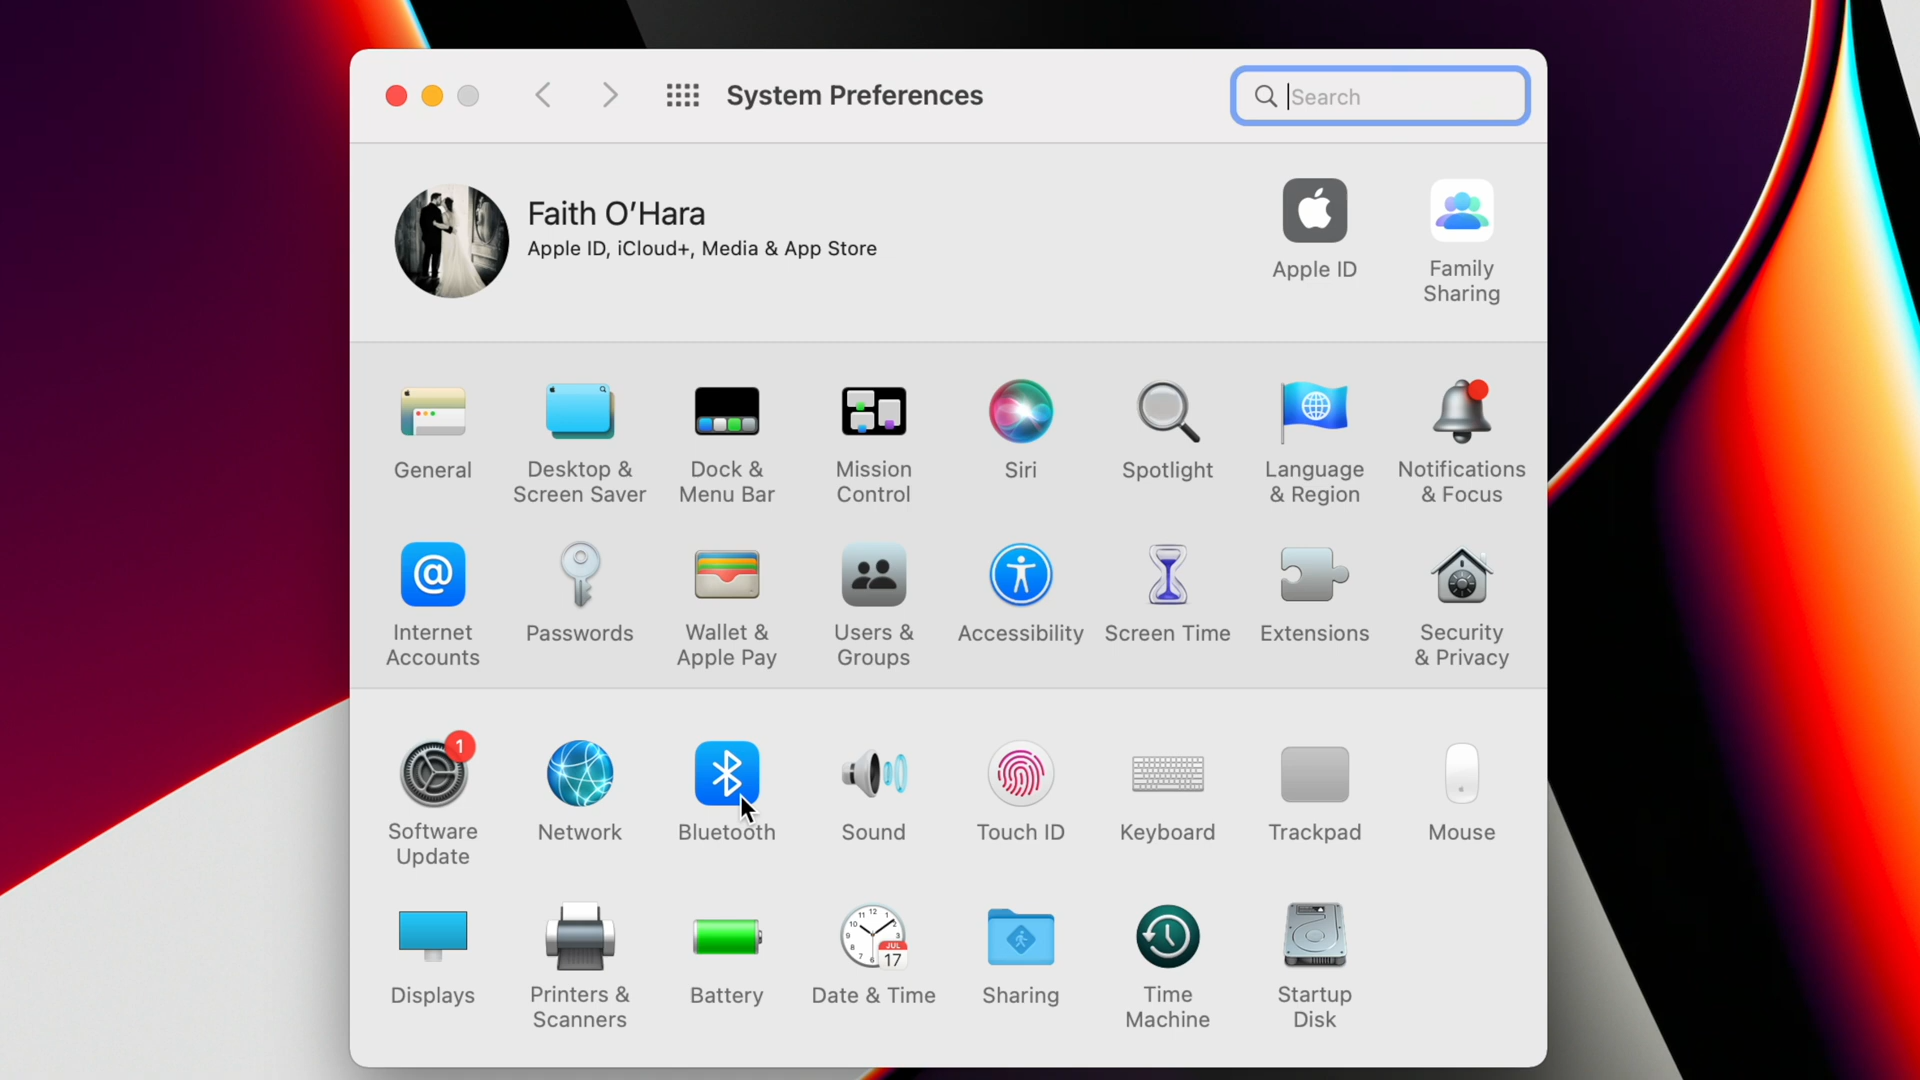 System Preferences
Search
Faith O'Hara
Apple ID, iCloud+, Media & App Store
Apple ID
Family
Sharing
General
Desktop &
Screen Saver
Dock &
Menu Bar
Mission
Control
Siri
Spotlight
Language
& Region
Notifications
& Focus
@
Internet
Accounts
Passwords
Wallet &
Apple Pay
Users &
Groups
Accessibility
Screen Time
Extensions
Security
& Privacy
1
Software
Update
Network
Bluetooth
Sound
Touch ID
Keyboard
Trackpad
Mouse
Displays
Printers &
Scanners
Battery
JUL
17
Date & Time
Sharing
Time
Machine
Startup
Disk